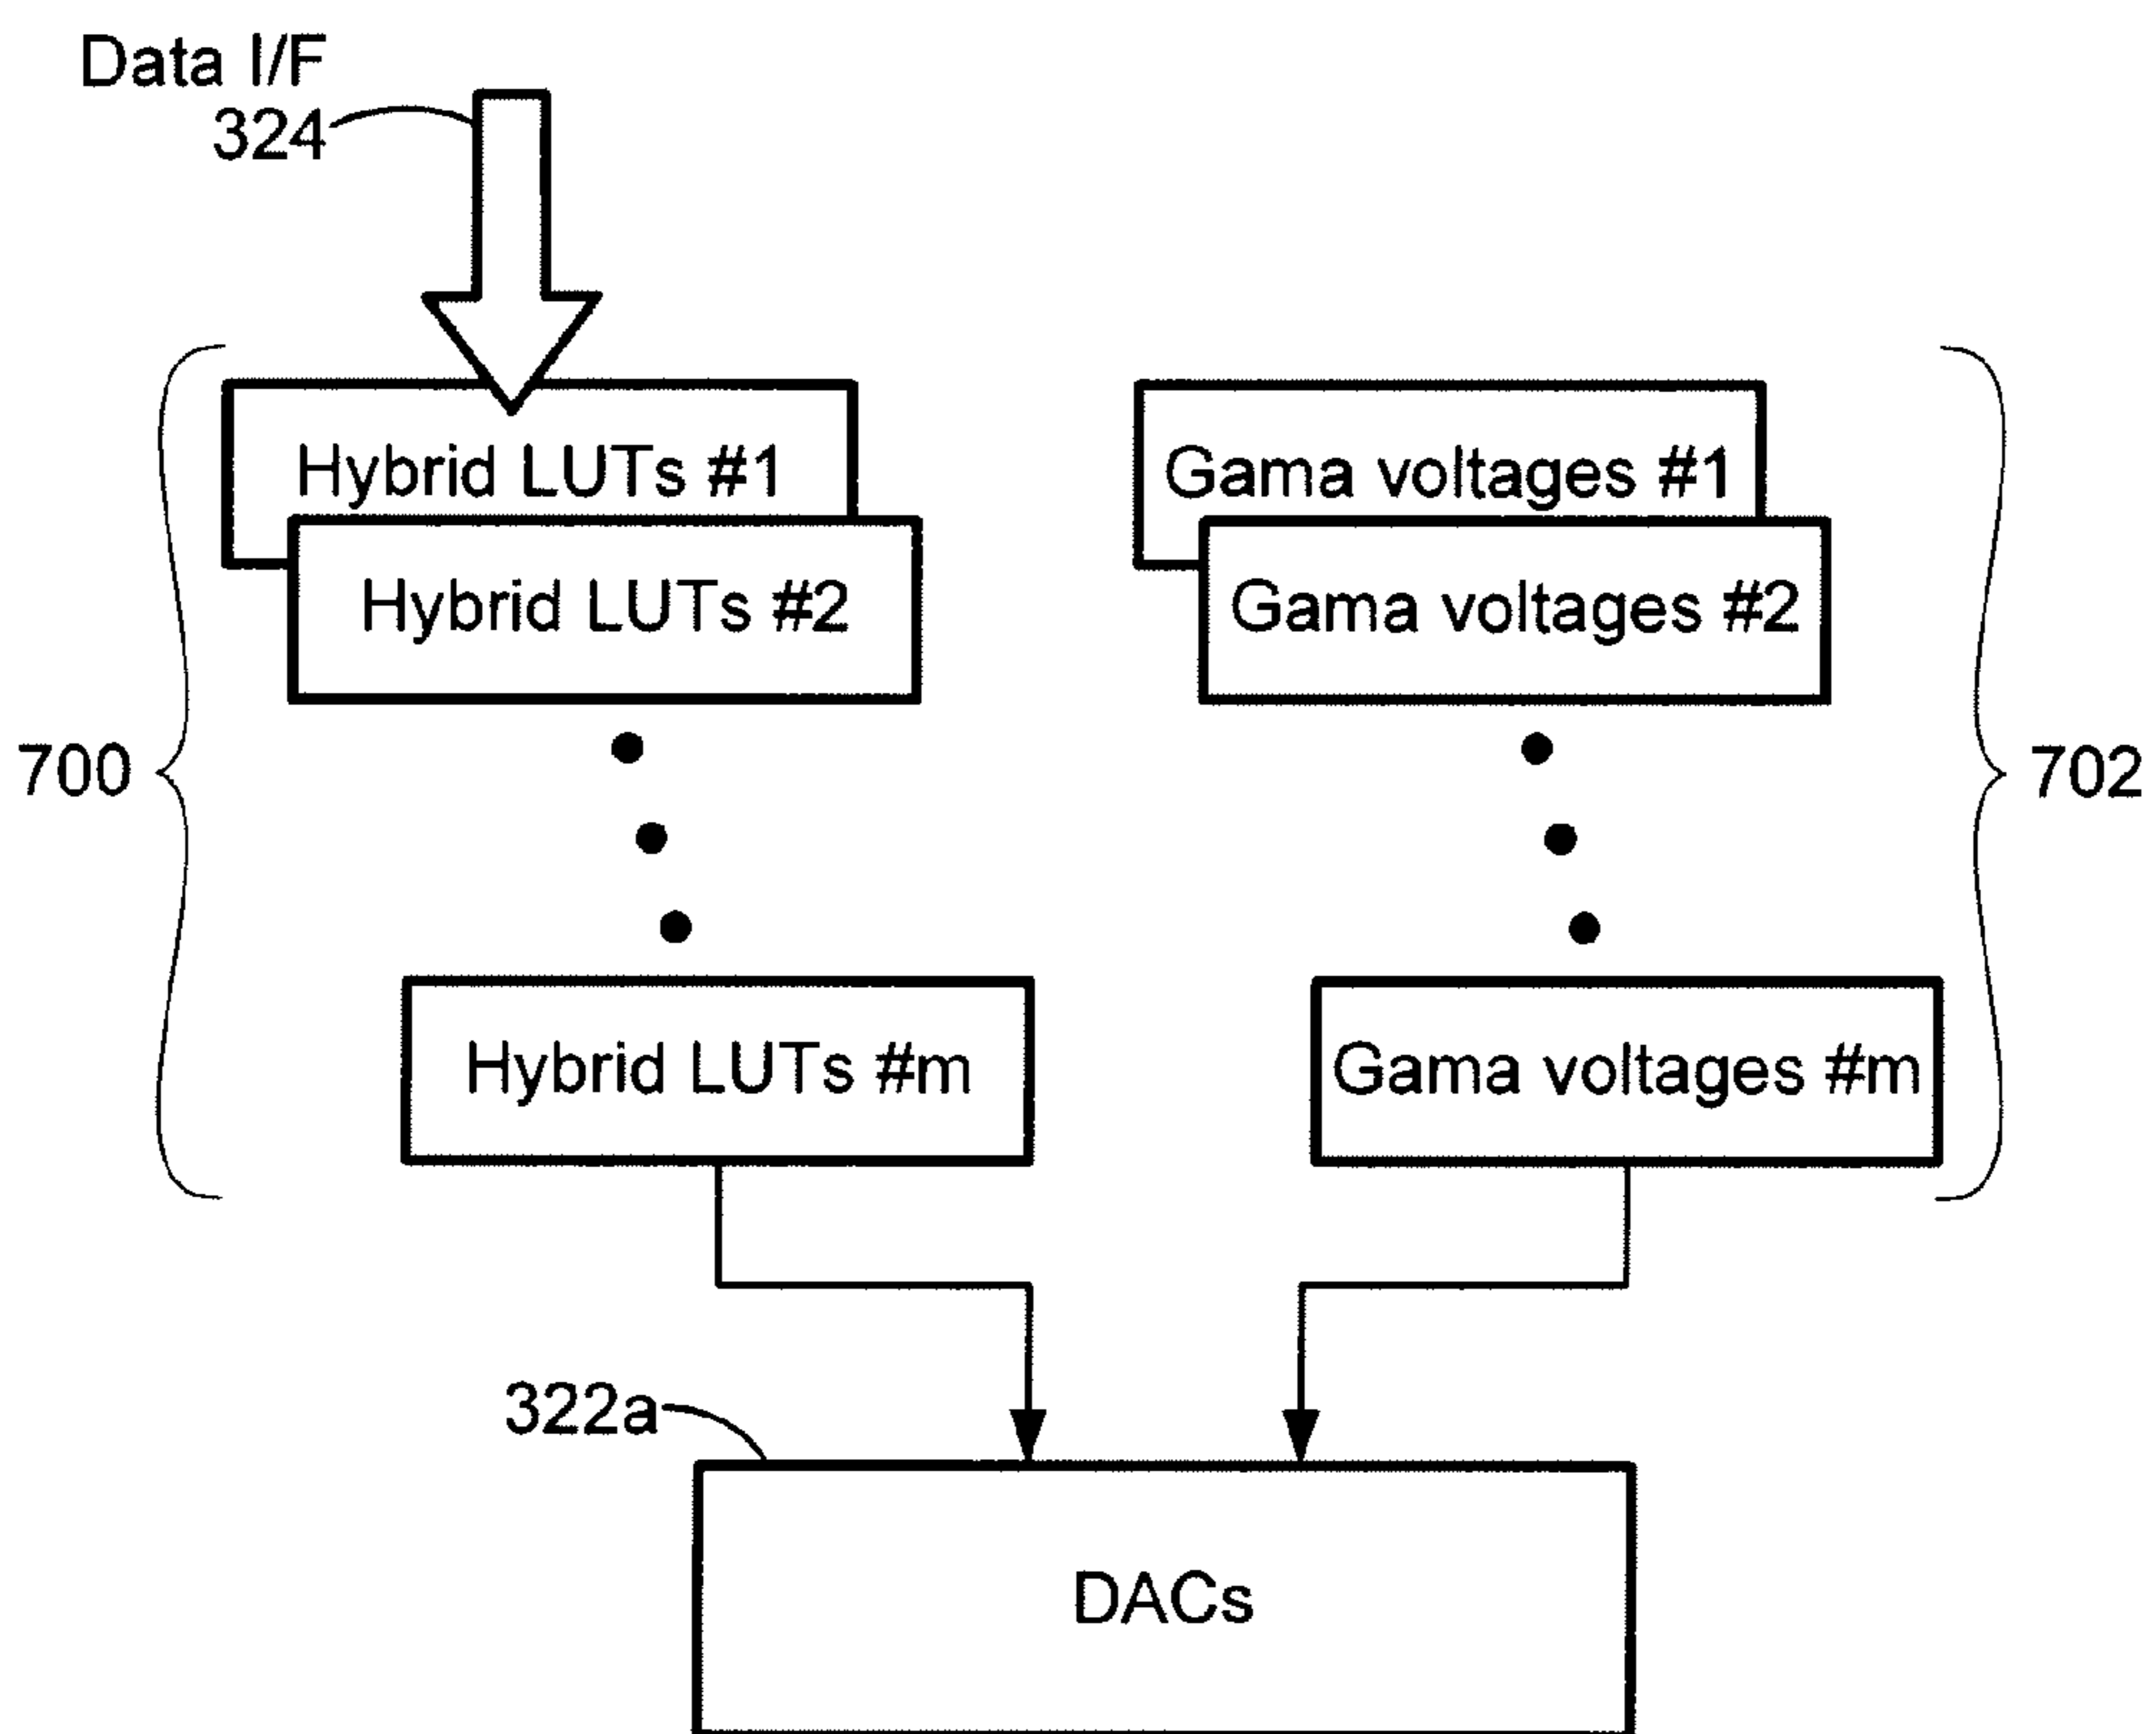 Data I/F
324
Hybrid LUTs #1
Gama voltages #1
Hybrid LUTs #2
Gama voltages #2
700
702
Hybrid LUTs #m
Gama voltages #m
322a
DACs